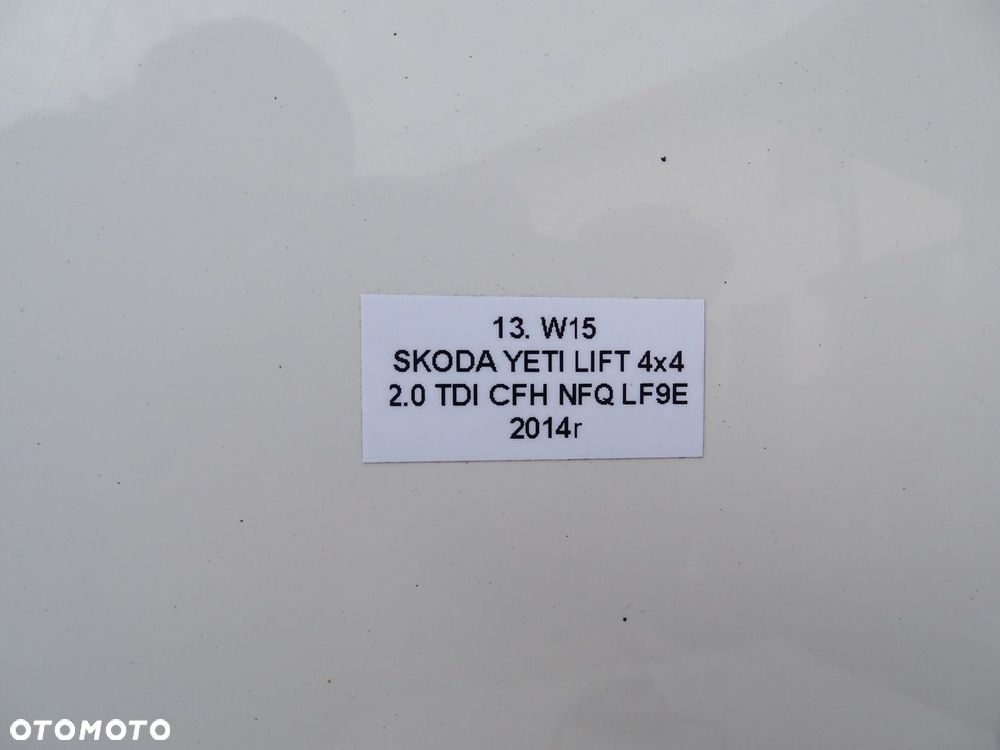 13. W15
SKODA YETI LIFT 4x4
2.0 TDI CFH NFQ LF9E
2014r
OTOMOTO